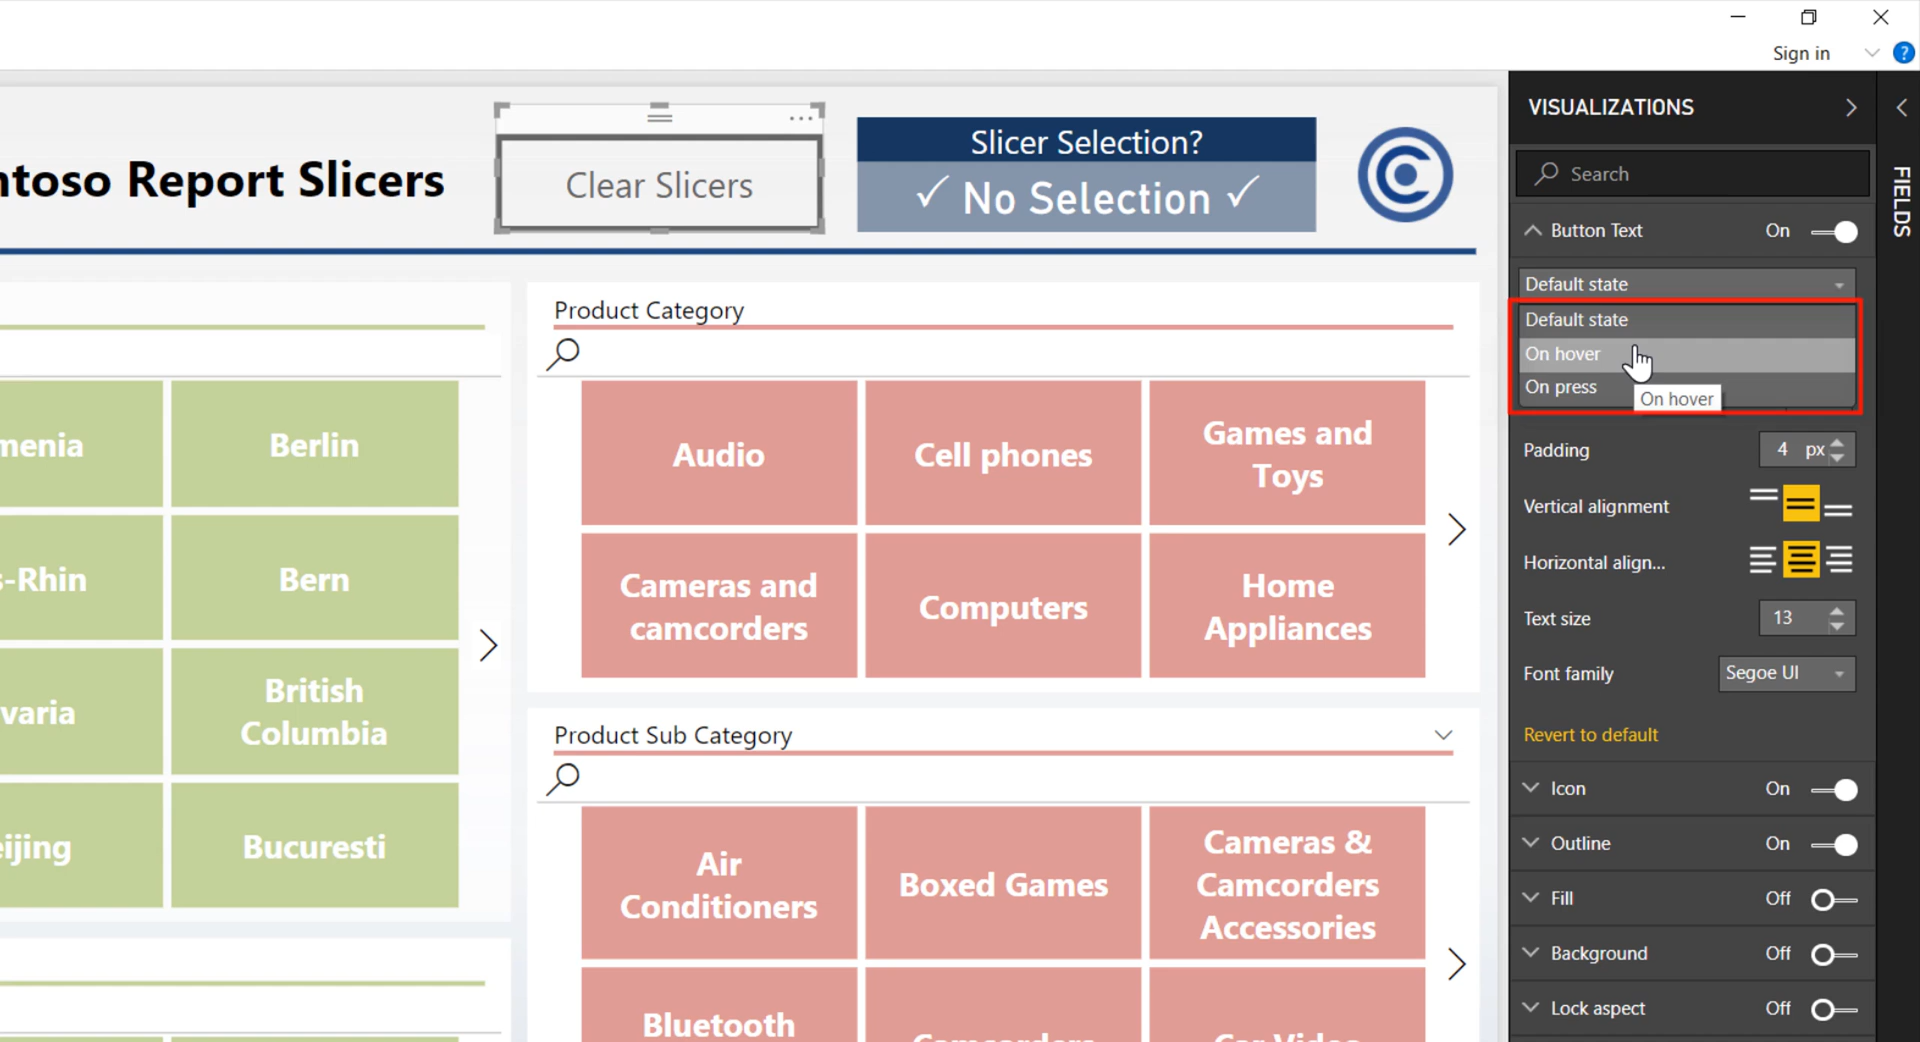 Sign in
?
ntoso Report Slicers
Clear Slicers
Slicer Selection?
✓ No Selection ✓
VISUALIZATIONS
FIELDS
Search
Button Text On
Default state
Default state
On hover
On press
On hover
Padding 4 px
Vertical alignment
Horizontal align...
Text size 13
Font family Segoe UI
Revert to default
Icon On
Outline On
Fill Off
Background Off
Lock aspect Off
menia
Berlin
s-Rhin
Bern
varia
British
Columbia
eijing
Bucuresti
Product Category
Audio
Cell phones
Games and
Toys
Cameras and
camcorders
Computers
Home
Appliances
Product Sub Category
Air
Conditioners
Boxed Games
Cameras &
Camcorders
Accessories
Bluetooth
Camcorders
Car Video